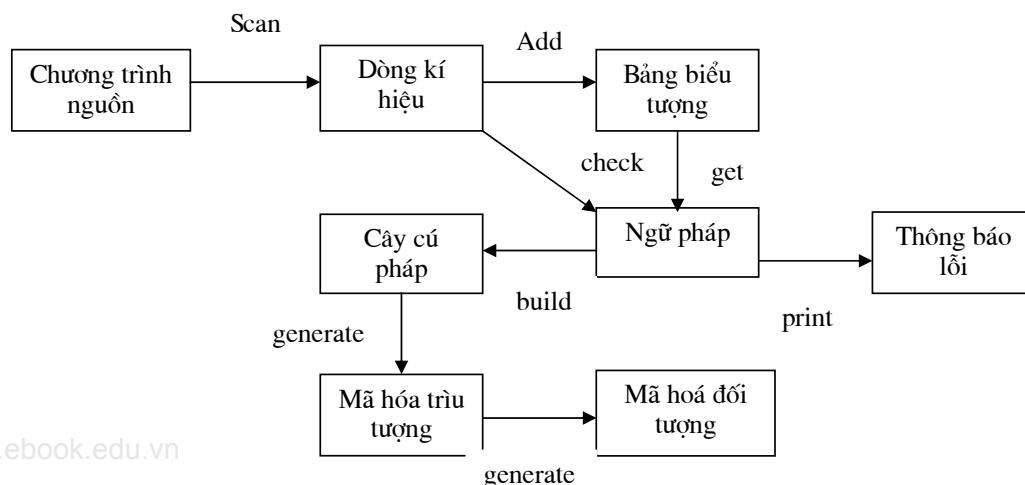 Scan
Add
Chương trình
nguồn
Dòng kí
hiệu
Bảng biểu
tượng
check
get
Cây cú
pháp
Ngữ pháp
Thông báo
lỗi
build
print
generate
Mã hóa trìu
tượng
Mã hoá đối
tượng
.ebook.edu.vn
generate